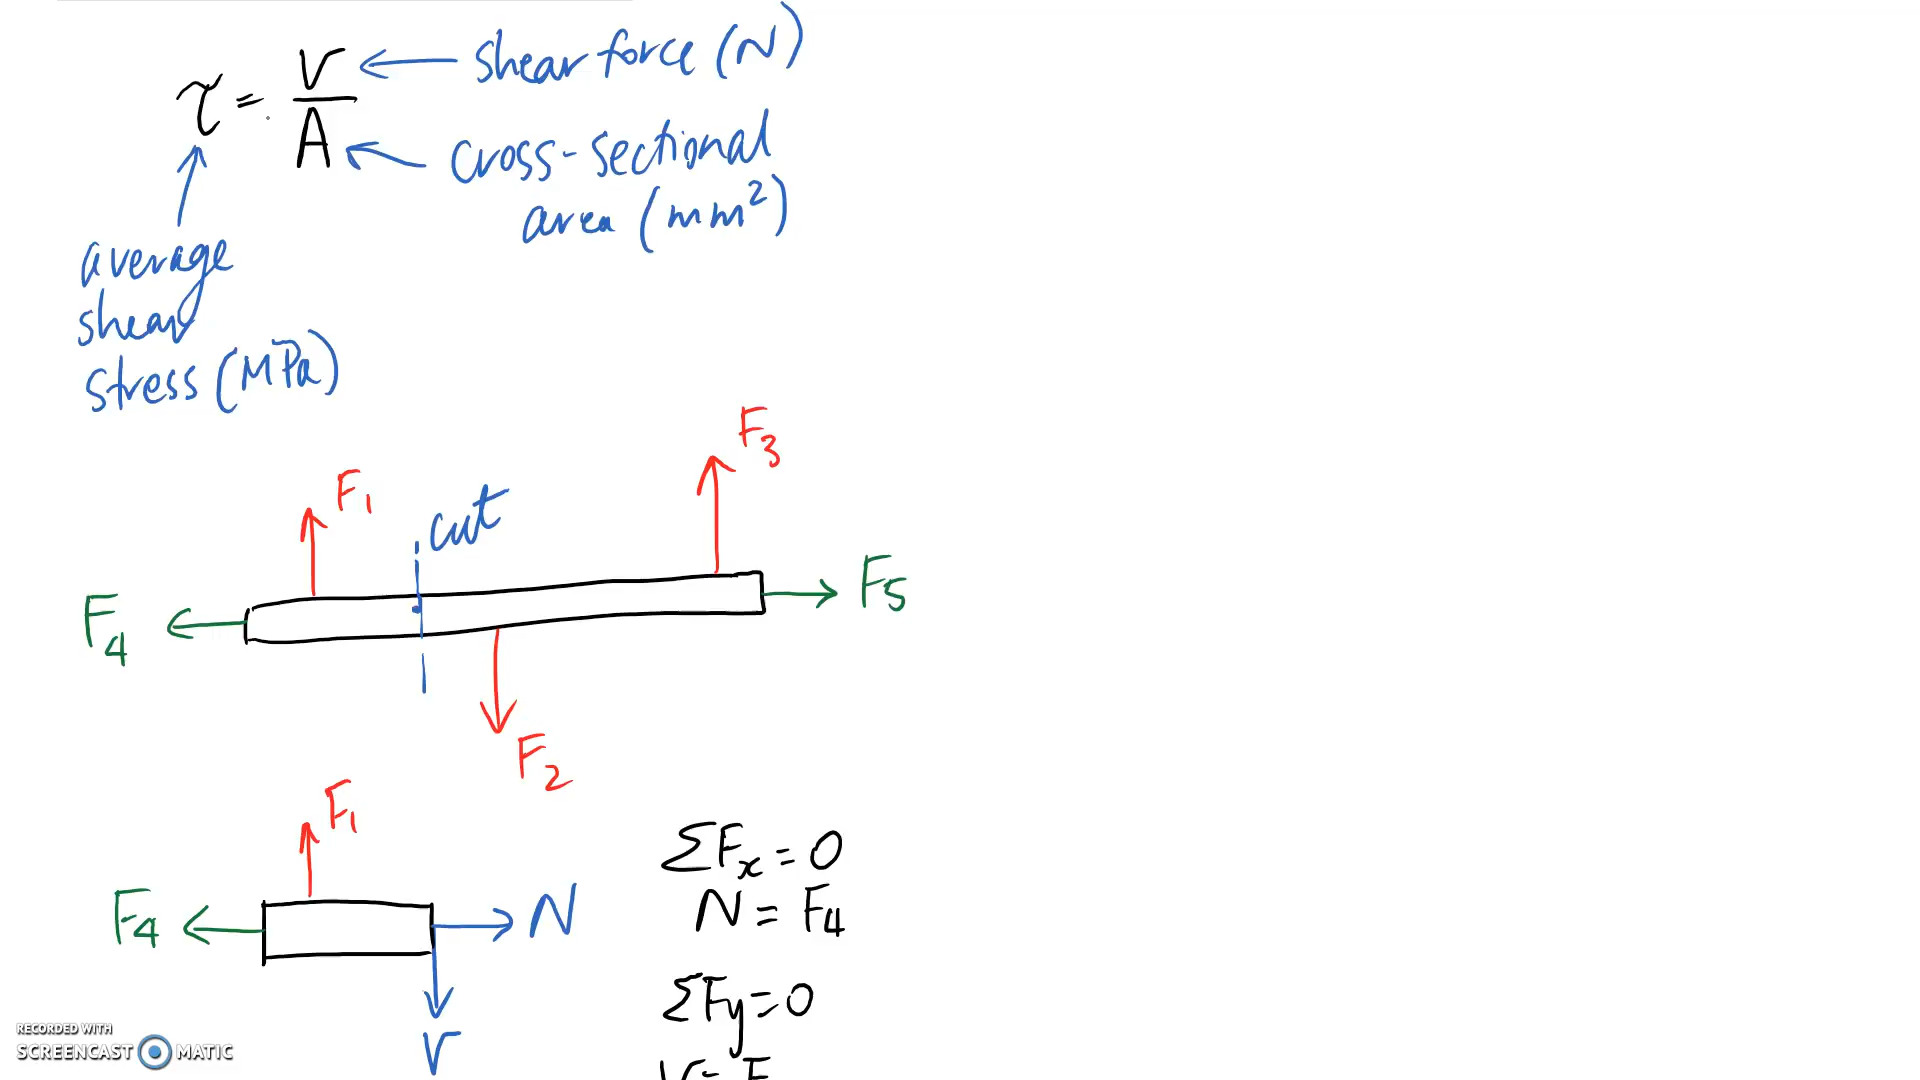 τ = V/A ← shear force (N)
← cross-sectional
area (mm²)
average
shear
stress (MPa)
F₃
F₁
cut
F₅
F₄
F₂
F₁
ΣFₓ = 0
F₄
N
N = F₄
ΣFy = 0
V
V = F
RECORDED WITH
SCREENCAST MATIC